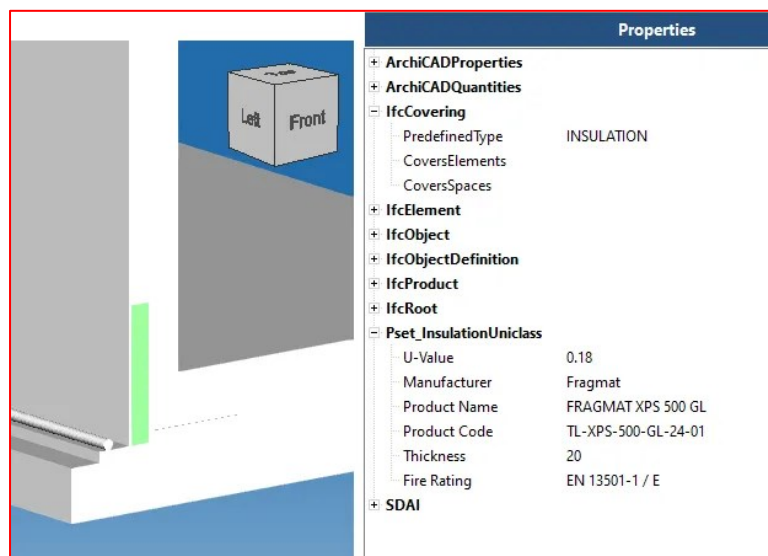 Properties
ArchiCADProperties
ArchiCADQuantities
IfcCovering
PredefinedType INSULATION
CoversElements
CoversSpaces
IfcElement
IfcObject
IfcObjectDefinition
IfcProduct
IfcRoot
Pset_InsulationUniclass
U-Value 0.18
Manufacturer Fragmat
Product Name FRAGMAT XPS 500 GL
Product Code TL-XPS-500-GL-24-01
Thickness 20
Fire Rating EN 13501-1 / E
SDAI
Left Front